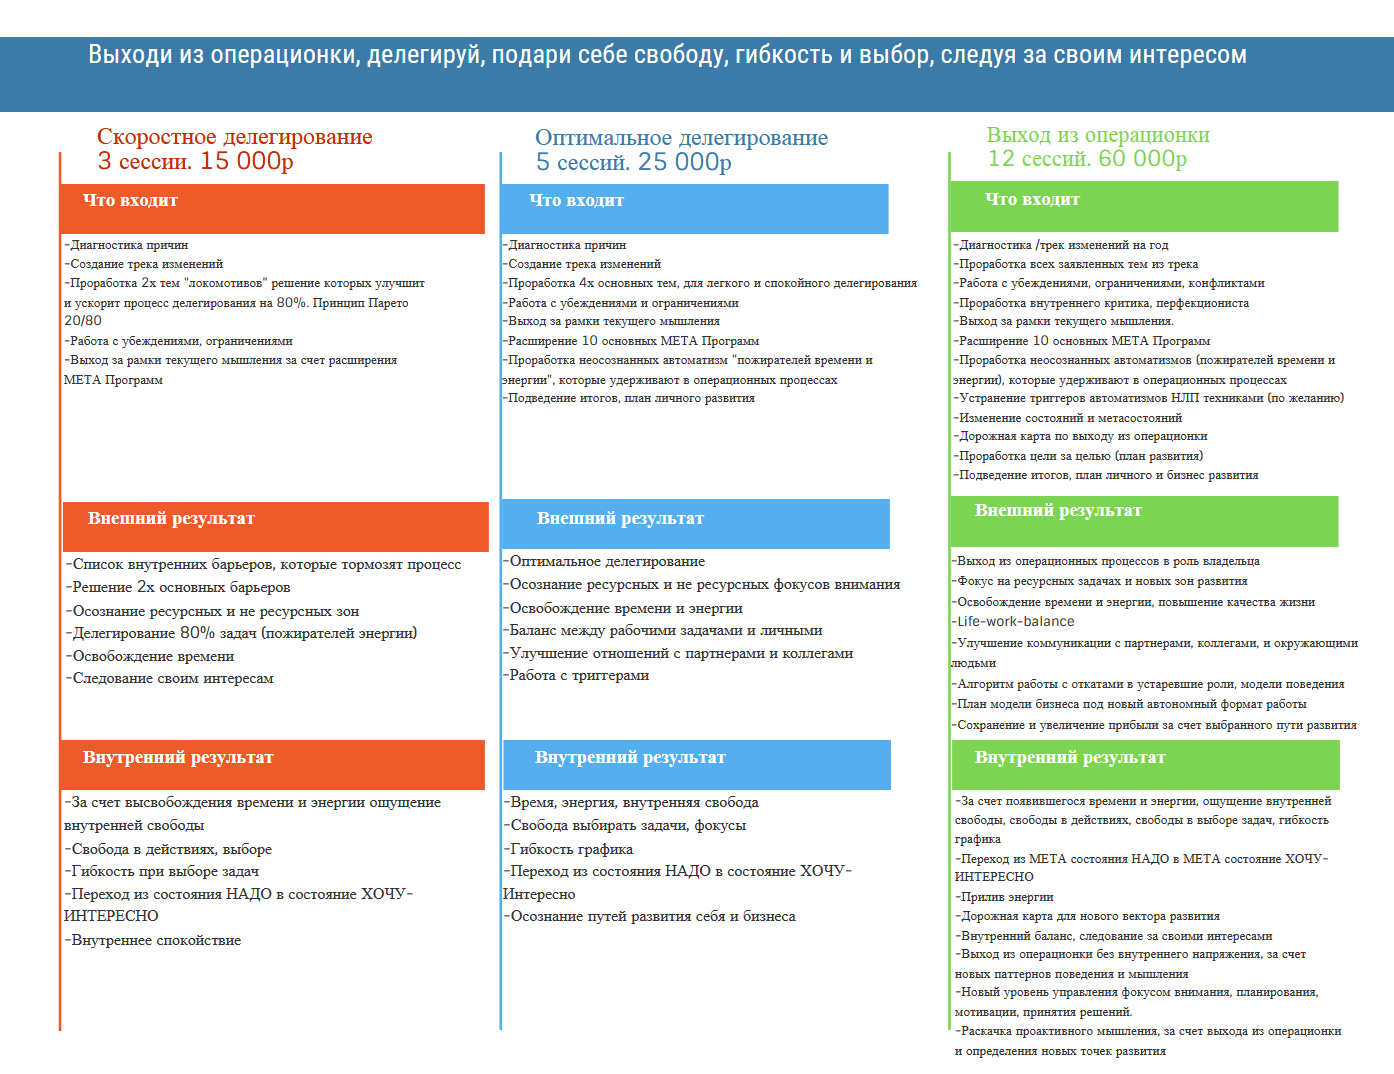 Выходи из операционки, делегируй, подари себе свободу, гибкость и выбор, следуя за своим интересом
Скоростное делегирование
3 сессии. 15 000р
Что входит
-Диагностика причин
-Создание трека изменений
-Проработка 2х тем "локомотивов" решение которых улучшит
и ускорит процесс делегирования на 80%. Принцип Парето
20/80
-Работа с убеждениями, ограничениями
-Выход за рамки текущего мышления за счет расширения
МЕТА Программ
Внешний результат
-Список внутренних барьеров, которые тормозят процесс
-Решение 2х основных барьеров
-Осознание ресурсных и не ресурсных зон
-Делегирование 80% задач (пожирателей энергии)
-Освобождение времени
-Следование своим интересам
Внутренний результат
-За счет высвобождения времени и энергии ощущение
внутренней свободы
-Свобода в действиях, выборе
-Гибкость при выборе задач
-Переход из состояния НАДО в состояние ХОЧУ-
ИНТЕРЕСНО
-Внутреннее спокойствие
Оптимальное делегирование
5 сессий. 25 000р
Что входит
-Диагностика причин
-Создание трека изменений
-Проработка 4х основных тем, для легкого и спокойного делегирования
-Работа с убеждениями и ограничениями
-Выход за рамки текущего мышления
-Расширение 10 основных МЕТА Программ
-Проработка неосознанных автоматизм "пожирателей времени и
энергии", которые удерживают в операционных процессах
-Подведение итогов, план личного развития
Внешний результат
-Оптимальное делегирование
-Осознание ресурсных и не ресурсных фокусов внимания
-Освобождение времени и энергии
-Баланс между рабочими задачами и личными
-Улучшение отношений с партнерами и коллегами
-Работа с триггерами
Внутренний результат
-Время, энергия, внутренняя свобода
-Свобода выбирать задачи, фокусы
-Гибкость графика
-Переход из состояния НАДО в состояние ХОЧУ-
Интересно
-Осознание путей развития себя и бизнеса
Выход из операционки
12 сессий. 60 000р
Что входит
-Диагностика /трек изменений на год
-Проработка всех заявленных тем из трека
-Работа с убеждениями, ограничениями, конфликтами
-Проработка внутреннего критика, перфекциониста
-Выход за рамки текущего мышления.
-Расширение 10 основных МЕТА Программ
-Проработка неосознанных автоматизмов (пожирателей времени и
энергии), которые удерживают в операционных процессах
-Устранение триггеров автоматизмов НЛП техниками (по желанию)
-Изменение состояний и метасостояний
-Дорожная карта по выходу из операционки
-Проработка цели за целью (план развития)
-Подведение итогов, план личного и бизнес развития
Внешний результат
-Выход из операционных процессов в роль владельца
-Фокус на ресурсных задачах и новых зон развития
-Освобождение времени и энергии, повышение качества жизни
-Life-work-balance
-Улучшение коммуникации с партнерами, коллегами, и окружающими
людьми
-Алгоритм работы с откатами в устаревшие роли, модели поведения
-План модели бизнеса под новый автономный формат работы
-Сохранение и увеличение прибыли за счет выбранного пути развития
Внутренний результат
-За счет появившегося времени и энергии, ощущение внутренней
свободы, свободы в действиях, свободы в выборе задач, гибкость
графика
-Переход из МЕТА состояния НАДО в МЕТА состояние ХОЧУ-
ИНТЕРЕСНО
-Прилив энергии
-Дорожная карта для нового вектора развития
-Внутренний баланс, следование за своими интересами
-Выход из операционки без внутреннего напряжения, за счет
новых паттернов поведения и мышления
-Новый уровень управления фокусом внимания, планирования,
мотивации, принятия решений.
-Раскачка проактивного мышления, за счет выхода из операционки
и определения новых точек развития